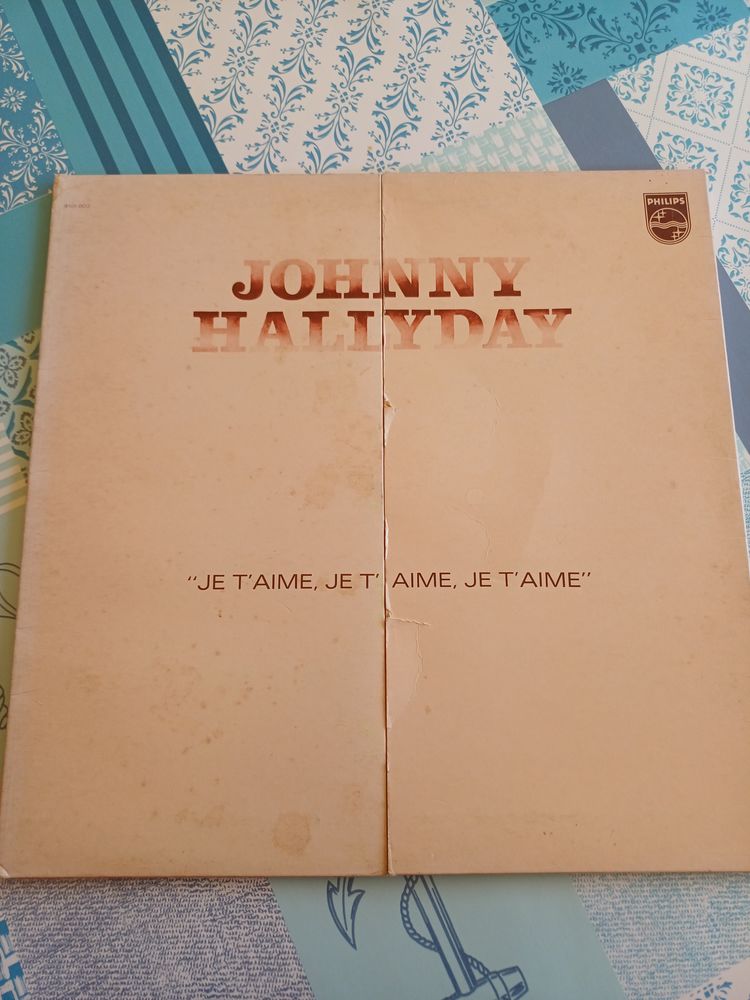 PHILIPS
JOHNNY
HALLYDAY
"JE T'AIME, JE T'AIME, JE T'AIME"